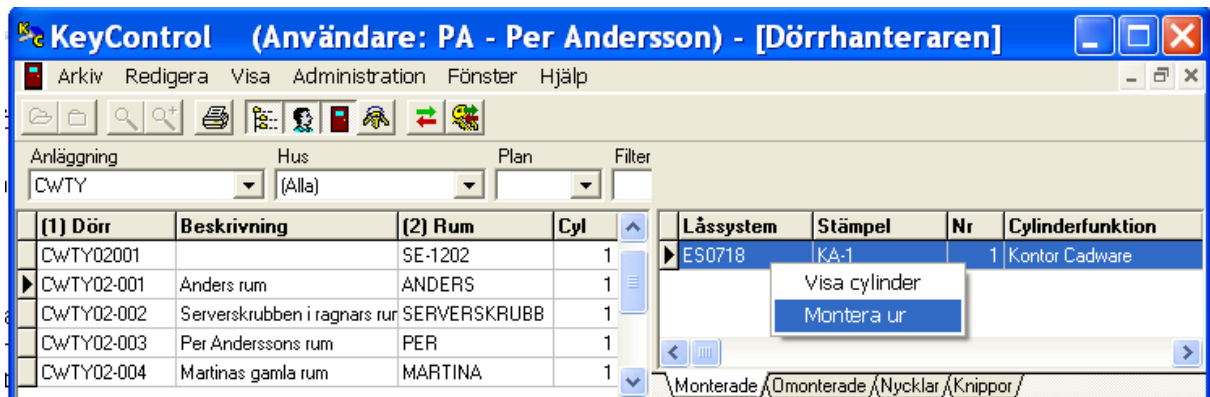 KeyControl (Användare: PA - Per Andersson) - [Dörrhanteraren]
Arkiv Redigera Visa Administration Fönster Hjälp
Anläggning Hus Plan Filter
CWTY (Alla)
(1) Dörr Beskrivning (2) Rum Cyl
CWTY02001 SE-1202 1
CWTY02-001 Anders rum ANDERS 1
CWTY02-002 Serverskrubben i ragnars rur SERVERSKRUBB 1
CWTY02-003 Per Anderssons rum PER 1
CWTY02-004 Martinas gamla rum MARTINA 1
Låssystem Stämpel Nr Cylinderfunktion
ES0718 KA-1 1 Kontor Cadware
Visa cylinder
Montera ur
Monterade Omonterade Nycklar Knippor